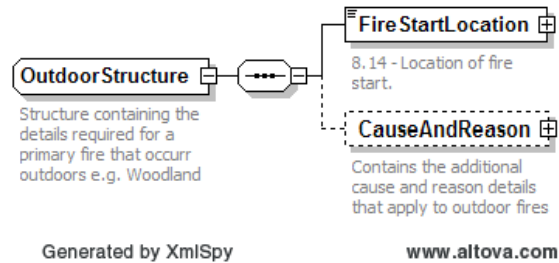 FireStartLocation
8.14 - Location of fire
start.
OutdoorStructure
Structure containing the
details required for a
primary fire that occurr
outdoors e.g. Woodland
CauseAndReason
Contains the additional
cause and reason details
that apply to outdoor fires
Generated by XmlSpy
www.altova.com